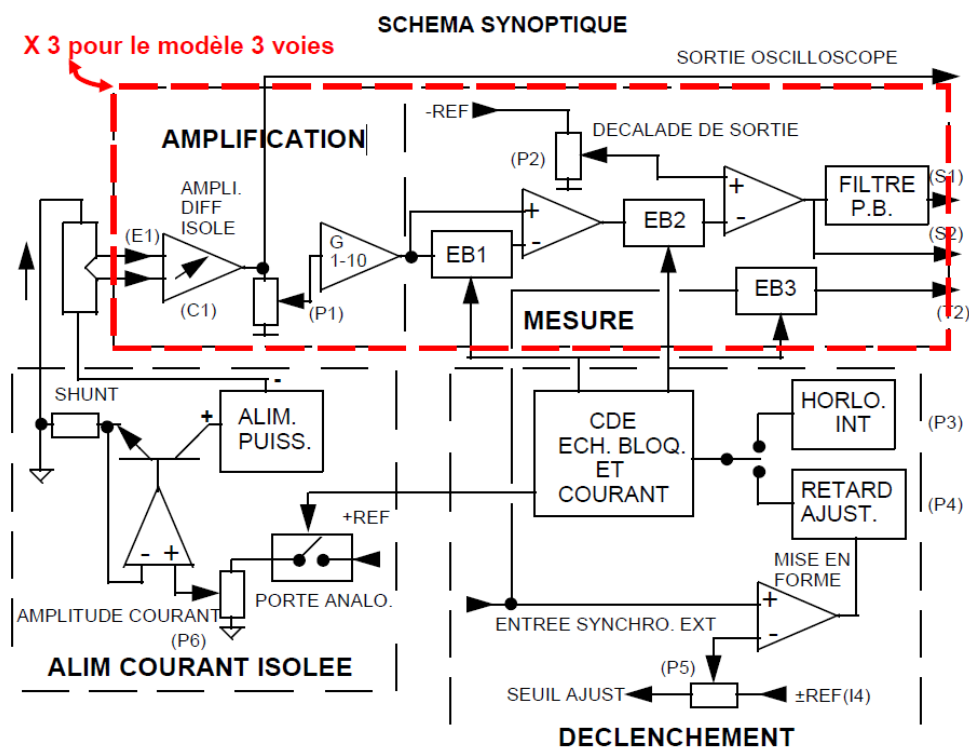 SCHEMA SYNOPTIQUE
X 3 pour le modèle 3 voies
SORTIE OSCILLOSCOPE
AMPLIFICATION
-REF
DECALADE DE SORTIE
(P2)
AMPLI.
DIFF
ISOLE
(E1)
(C1)
G
1-10
(P1)
+
-
EB1
EB2
+
-
FILTRE
P.B.
(S1)
(S2)
EB3
(T2)
MESURE
SHUNT
-
+
ALIM.
PUISS.
CDE
ECH. BLOQ.
ET
COURANT
HORLO.
INT
(P3)
RETARD
AJUST.
(P4)
+REF
- +
PORTE ANALO.
AMPLITUDE COURANT
(P6)
ALIM COURANT ISOLEE
MISE EN
FORME
+
-
ENTREE SYNCHRO. EXT
(P5)
SEUIL AJUST
±REF(I4)
DECLENCHEMENT